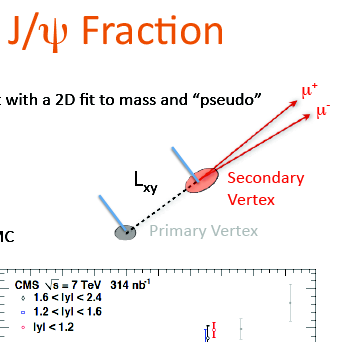 J/ψ Fraction
t with a 2D fit to mass and “pseudo”
μ+
μ-
Lxy
Secondary
Vertex
Primary Vertex
MC
CMS √s = 7 TeV 314 nb-1
1.6 < |y| < 2.4
1.2 < |y| < 1.6
|y| < 1.2